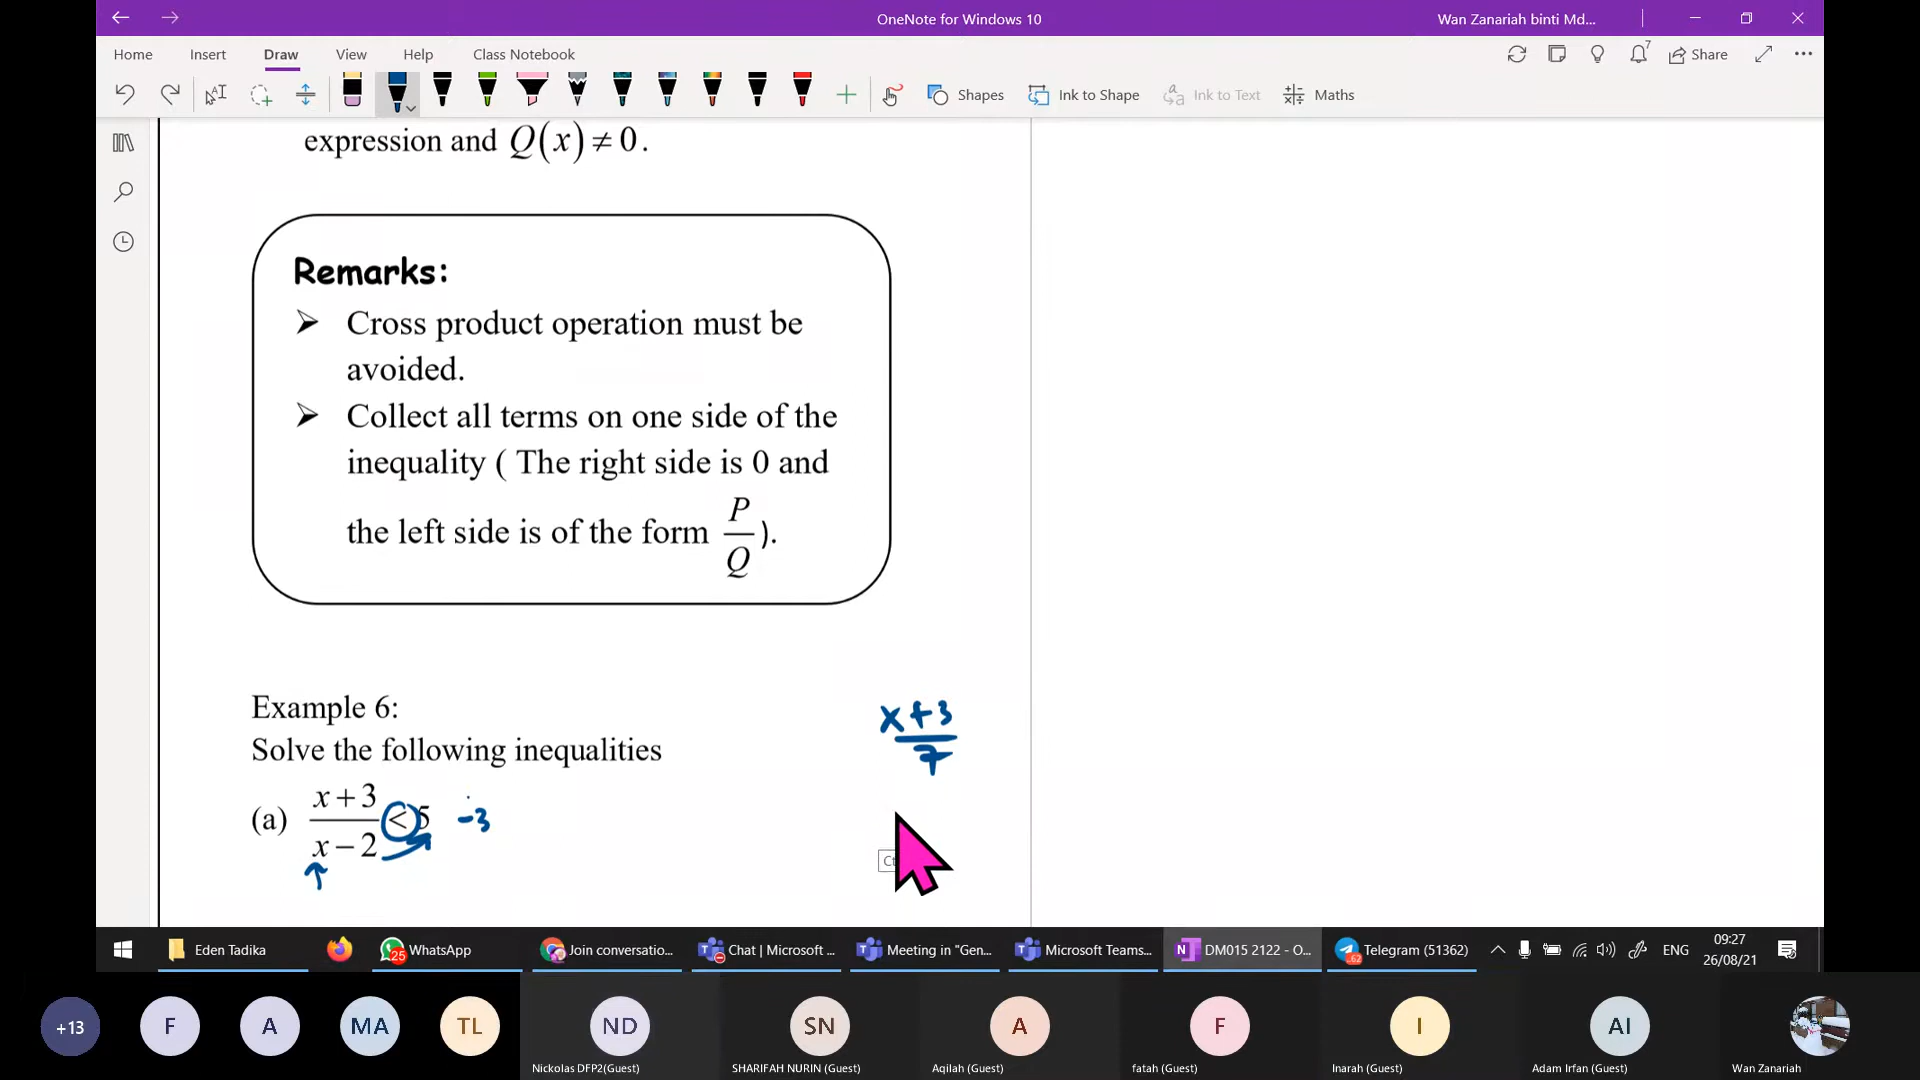 OneNote for Windows 10
Wan Zanariah binti Md...
Home Insert Draw View Help Class Notebook
7
Share
Shapes
Ink to Shape
Ink to Text
Maths
expression and Q(x) ≠ 0.
Remarks:
➢ Cross product operation must be
avoided.
➢ Collect all terms on one side of the
inequality ( The right side is 0 and
the left side is of the form P/Q ).
Example 6:
Solve the following inequalities
(a) x + 3 / x − 2 < 5 -3
x+3
7
Eden Tadika
25
WhatsApp
Join conversatio...
Chat | Microsoft ...
Meeting in "Gen...
Microsoft Teams...
DM015 2122 - O...
62
Telegram (51362)
ENG
09:27
26/08/21
+13
F
A
MA
TL
ND
SN
A
F
I
AI
Nickolas DFP2(Guest)
SHARIFAH NURIN (Guest)
Aqilah (Guest)
fatah (Guest)
Inarah (Guest)
Adam Irfan (Guest)
Wan Zanariah